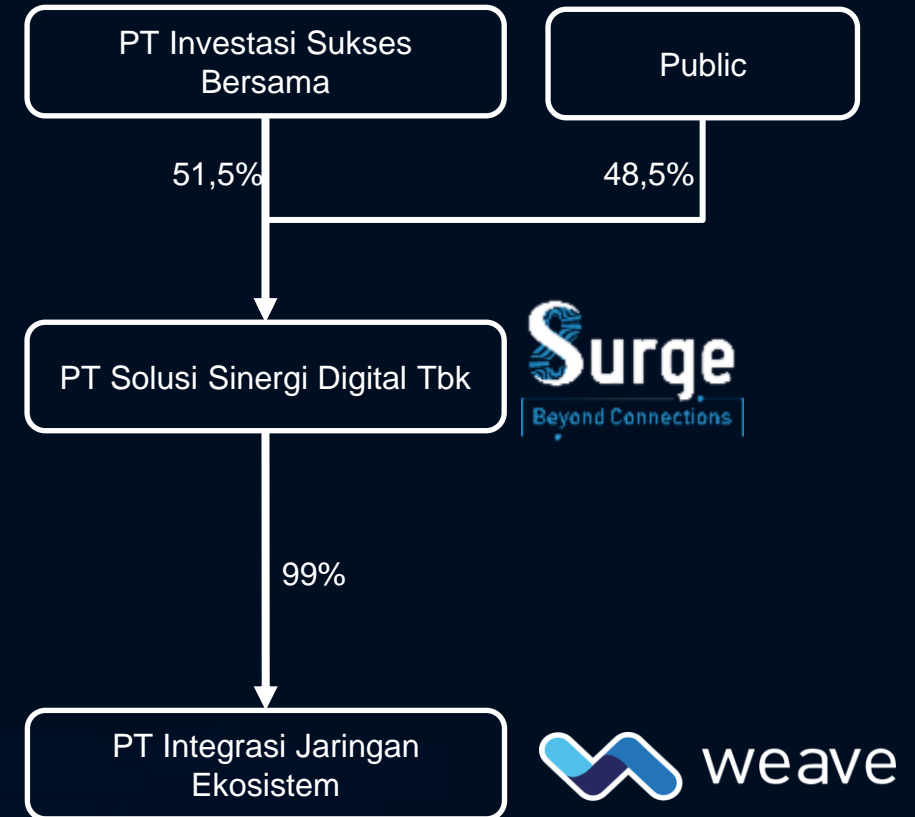 PT Investasi Sukses
Bersama
Public
51,5%
48,5%
PT Solusi Sinergi Digital Tbk
Surge
Beyond Connections
99%
PT Integrasi Jaringan
Ekosistem
weave